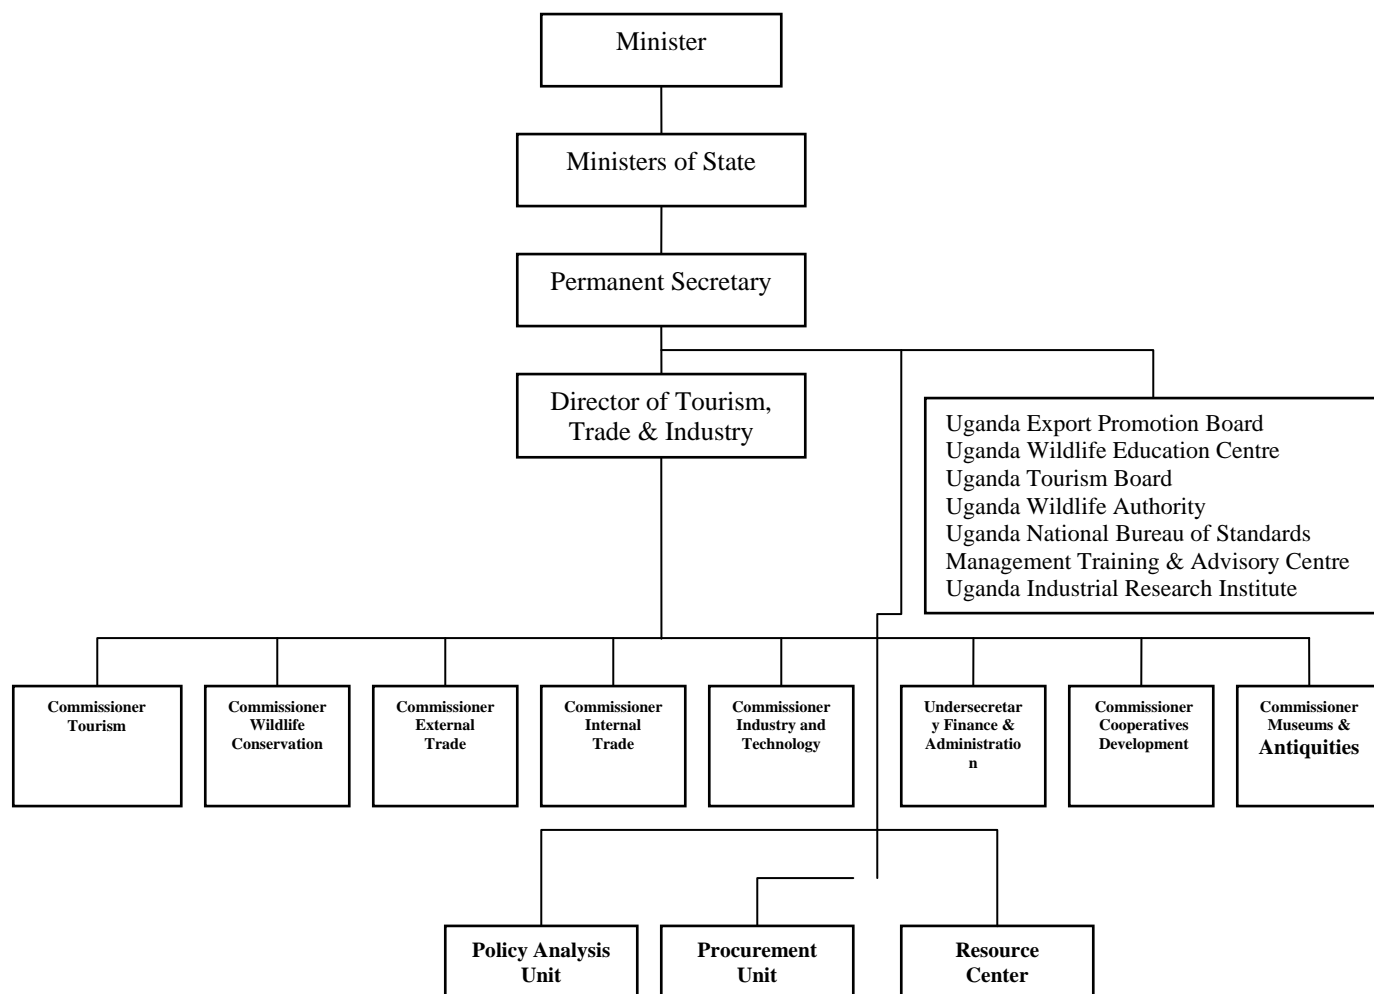 Minister
Ministers of State
Permanent Secretary
Director of Tourism,
Trade & Industry
Uganda Export Promotion Board
Uganda Wildlife Education Centre
Uganda Tourism Board
Uganda Wildlife Authority
Uganda National Bureau of Standards
Management Training & Advisory Centre
Uganda Industrial Research Institute
Commissioner
Tourism
Commissioner
Wildlife
Conservation
Commissioner
External
Trade
Commissioner
Internal
Trade
Commissioner
Industry and
Technology
Undersecretar
y Finance &
Administratio
n
Commissioner
Cooperatives
Development
Commissioner
Museums &
Antiquities
Policy Analysis
Unit
Procurement
Unit
Resource
Center